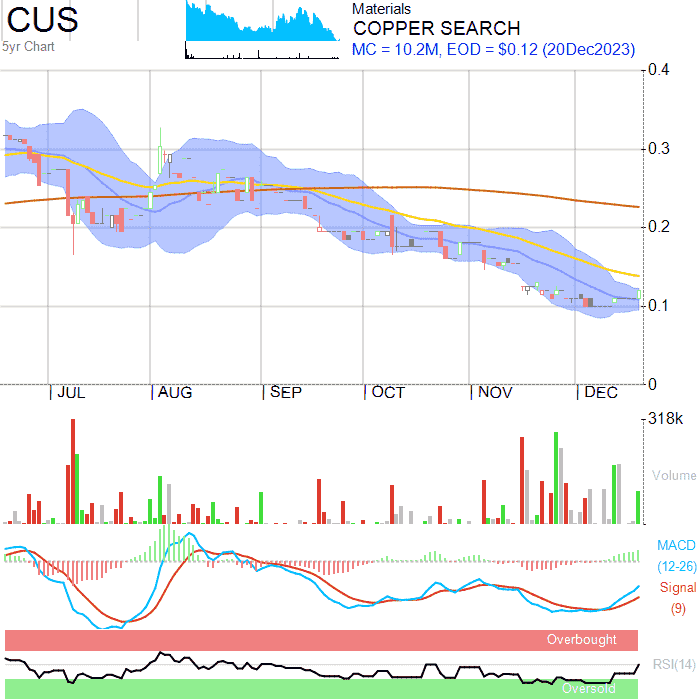 CUS
5yr Chart
Materials
COPPER SEARCH
MC = 10.2M, EOD = $0.12 (20Dec2023)
0.4
0.3
0.2
0.1
0
JUL AUG SEP OCT NOV DEC
318k
Volume
MACD
(12-26)
Signal
(9)
Overbought
RSI(14)
Oversold